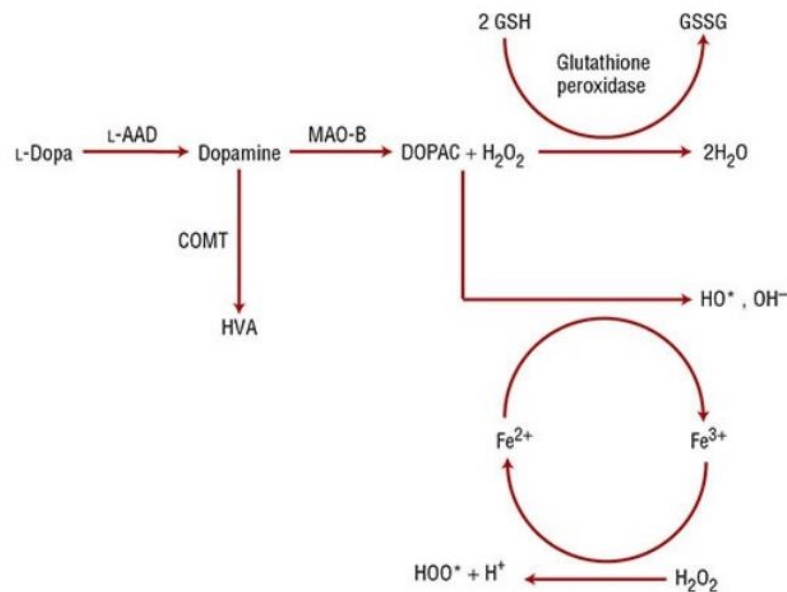 2 GSH GSSG
Glutathione
peroxidase
L-AAD MAO-B
L-Dopa Dopamine DOPAC + H₂O₂ 2H₂O
COMT
HO* , OH⁻
HVA
Fe²⁺ Fe³⁺
HOO* + H⁺ H₂O₂